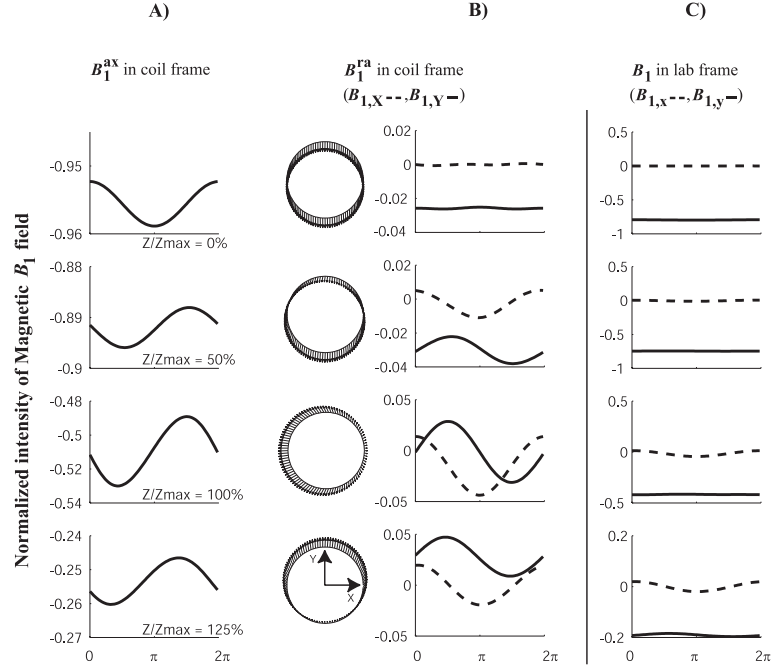 A)
B)
C)
B₁ᵃˣ in coil frame
B₁ʳᵃ in coil frame
(B₁,X - -, B₁,Y —)
B₁ in lab frame
(B₁,x - -, B₁,y —)
Normalized intensity of Magnetic B₁ field
-0.95
-0.96
Z/Zmax = 0%
0.02
0
-0.02
-0.04
0.5
0
-0.5
-1
-0.88
-0.89
-0.9
Z/Zmax = 50%
0.02
0
-0.02
-0.04
0.5
0
-0.5
-1
-0.48
-0.5
-0.52
-0.54
Z/Zmax = 100%
0.05
0
-0.05
0.5
0
-0.5
-0.24
-0.25
-0.26
-0.27
Z/Zmax = 125%
Y
X
0.05
0
-0.05
0.2
0
-0.2
0 π 2π
0 π 2π
0 π 2π